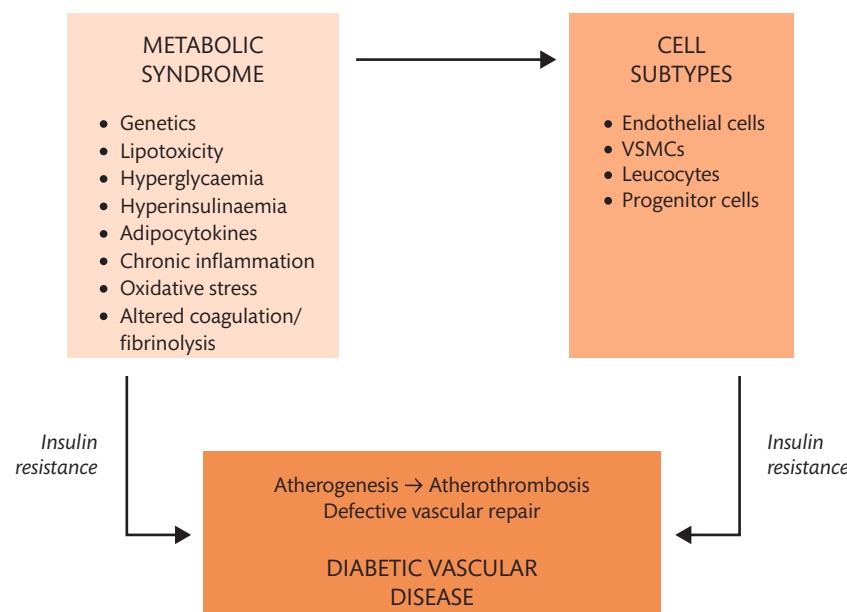 METABOLIC
SYNDROME
• Genetics
• Lipotoxicity
• Hyperglycaemia
• Hyperinsulinaemia
• Adipocytokines
• Chronic inflammation
• Oxidative stress
• Altered coagulation/
fibrinolysis
CELL
SUBTYPES
• Endothelial cells
• VSMCs
• Leucocytes
• Progenitor cells
Insulin
resistance
Insulin
resistance
Atherogenesis → Atherothrombosis
Defective vascular repair
DIABETIC VASCULAR
DISEASE